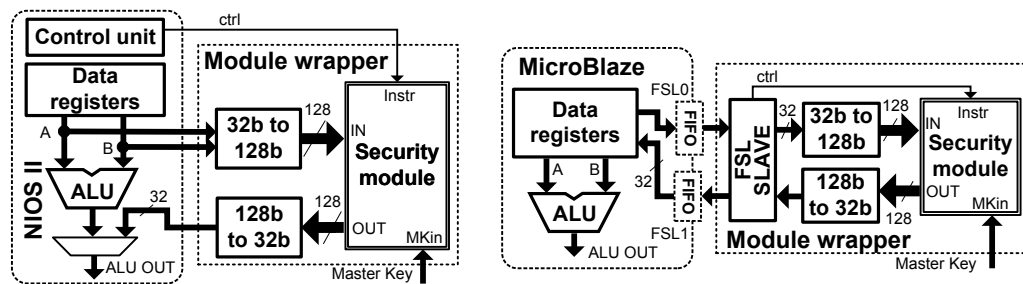 ctrl
Control unit
Data
registers
A
B
NIOS II
ALU
32
ALU OUT
Module wrapper
32b to
128b
128
IN
Instr
Security
module
128b
to 32b
128
OUT
MKin
Master Key
MicroBlaze
Data
registers
A
B
32
ALU
ALU OUT
FSL0
FIFO
FIFO
FSL1
FSL
SLAVE
ctrl
32
32b to
128b
128
IN
Instr
Security
module
128b
to 32b
128
OUT
MKin
Module wrapper
Master Key